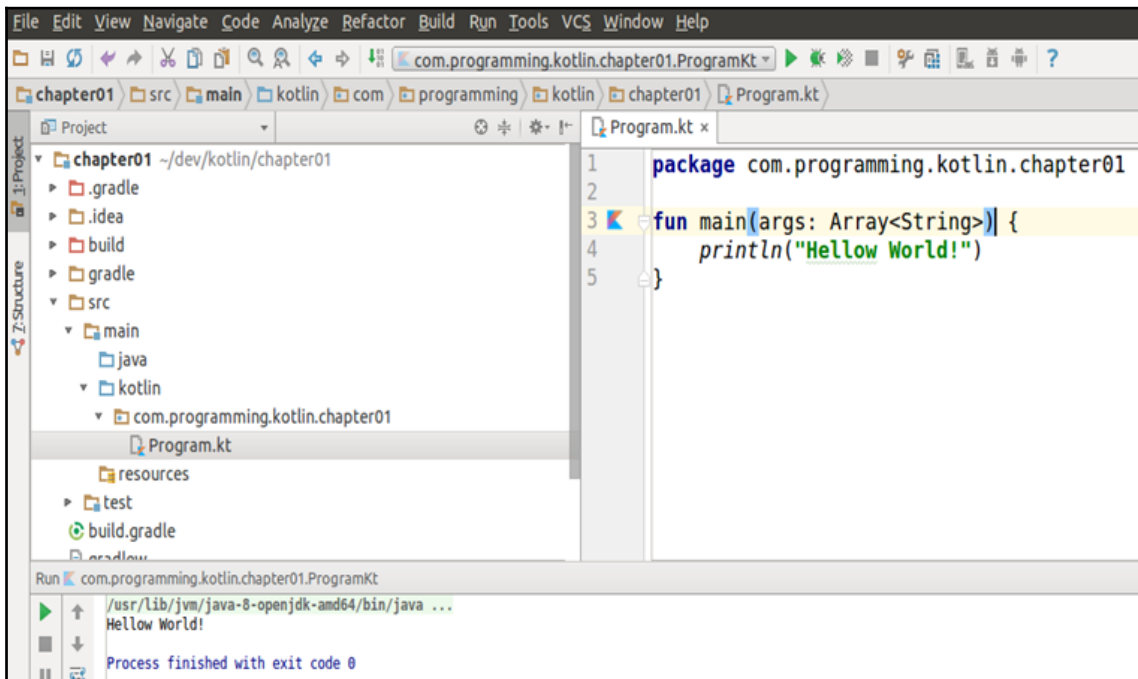 File Edit View Navigate Code Analyze Refactor Build Run Tools VCS Window Help
com.programming.kotlin.chapter01.ProgramKt
chapter01 src main kotlin com programming kotlin chapter01 Program.kt
Project
Program.kt ×
1: Project
7: Structure
chapter01 ~/dev/kotlin/chapter01
.gradle
.idea
build
gradle
src
main
java
kotlin
com.programming.kotlin.chapter01
Program.kt
resources
test
build.gradle
1 package com.programming.kotlin.chapter01
2
3 fun main(args: Array<String>) {
4 println("Hellow World!")
5 }
Run com.programming.kotlin.chapter01.ProgramKt
/usr/lib/jvm/java-8-openjdk-amd64/bin/java ...
Hellow World!
Process finished with exit code 0